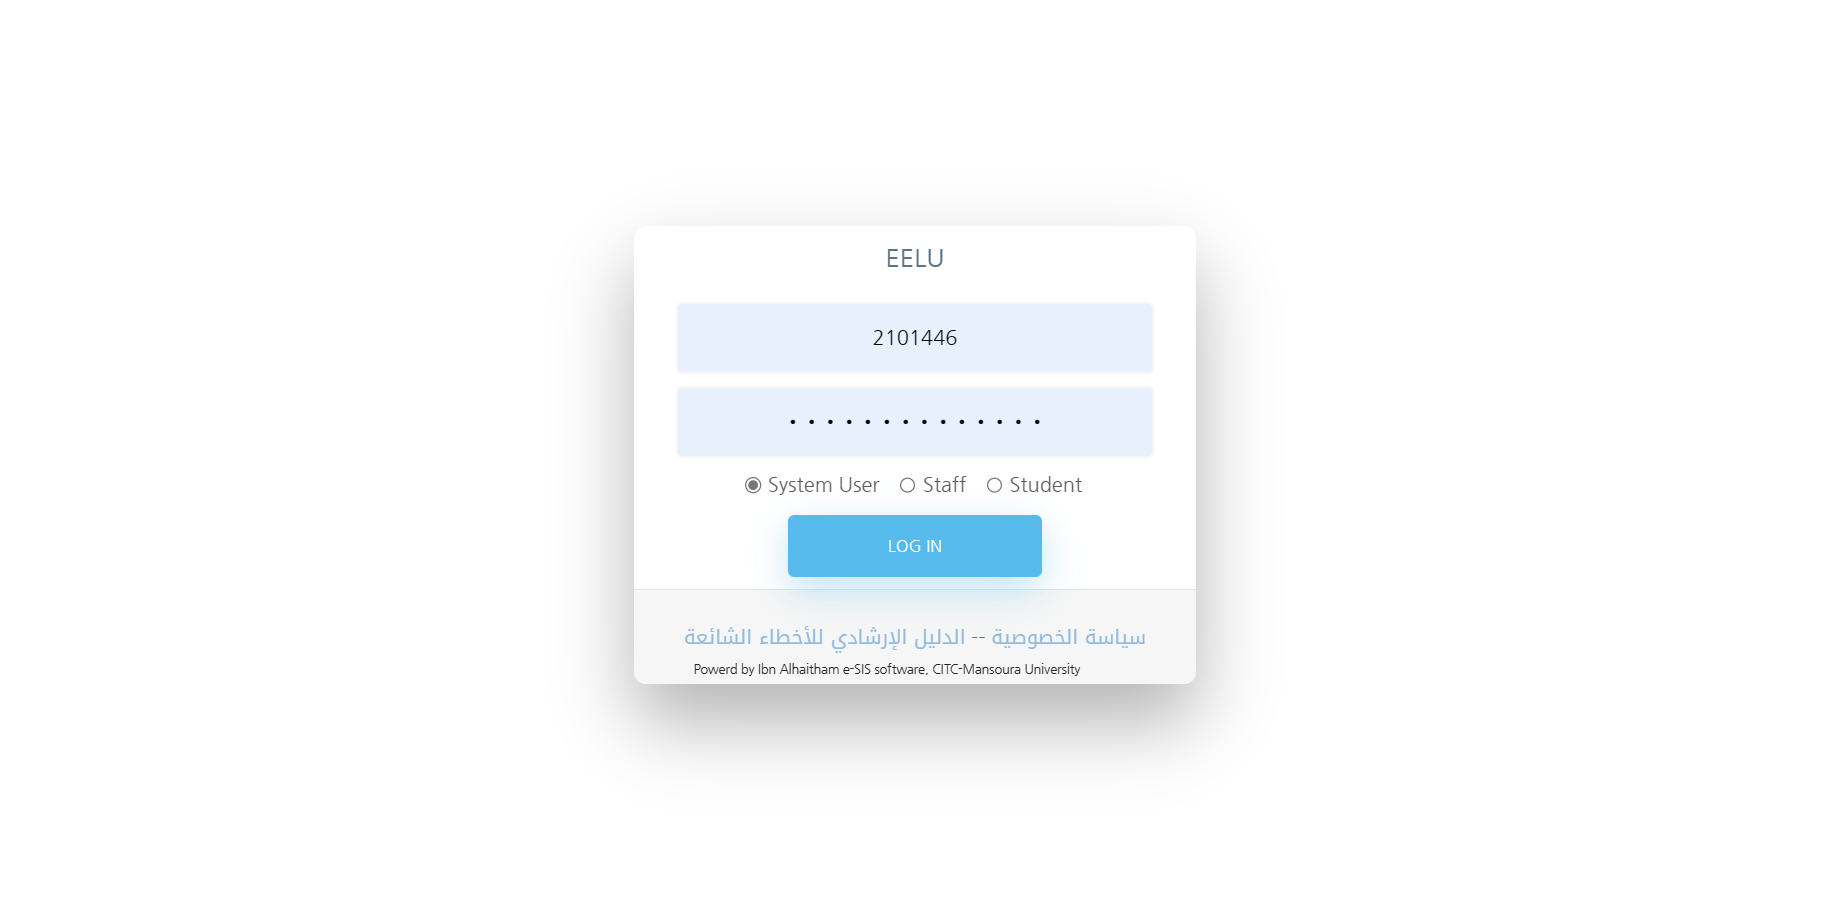 EELU
2101446
••••••••••••••
System User Staff Student
LOG IN
سياسة الخصوصية -- الدليل الإرشادي للأخطاء الشائعة
Powerd by Ibn Alhaitham e-SIS software, CITC-Mansoura University